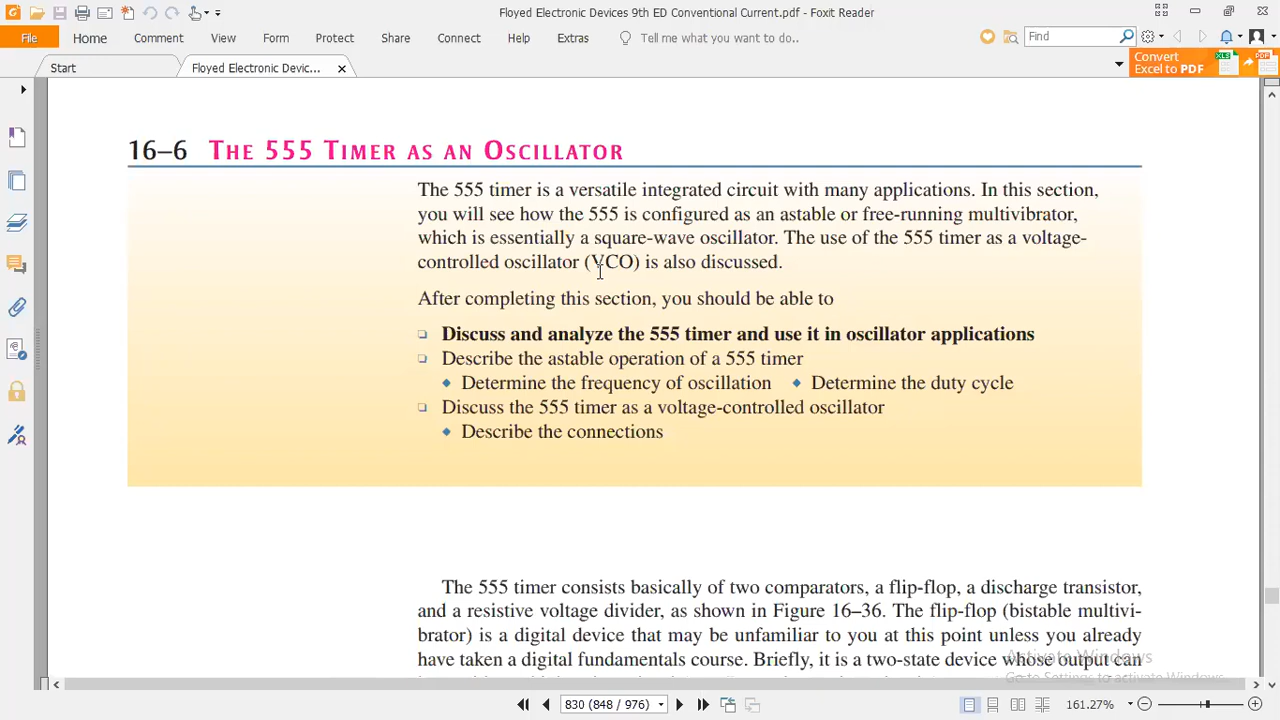 Floyed Electronic Devices 9th ED Conventional Current.pdf - Foxit Reader
File Home Comment View Form Protect Share Connect Help Extras Tell me what you want to do.. Find
Start Floyed Electronic Devic... Convert
Excel to PDF
16–6 THE 555 TIMER AS AN OSCILLATOR
The 555 timer is a versatile integrated circuit with many applications. In this section,
you will see how the 555 is configured as an astable or free-running multivibrator,
which is essentially a square-wave oscillator. The use of the 555 timer as a voltage-
controlled oscillator (VCO) is also discussed.
After completing this section, you should be able to
❏ Discuss and analyze the 555 timer and use it in oscillator applications
❏ Describe the astable operation of a 555 timer
◆ Determine the frequency of oscillation ◆ Determine the duty cycle
❏ Discuss the 555 timer as a voltage-controlled oscillator
◆ Describe the connections
The 555 timer consists basically of two comparators, a flip-flop, a discharge transistor,
and a resistive voltage divider, as shown in Figure 16–36. The flip-flop (bistable multivi-
brator) is a digital device that may be unfamiliar to you at this point unless you already
have taken a digital fundamentals course. Briefly, it is a two-state device whose output can
Activate Windows
Go to Settings to activate Windows.
830 (848 / 976) 161.27%